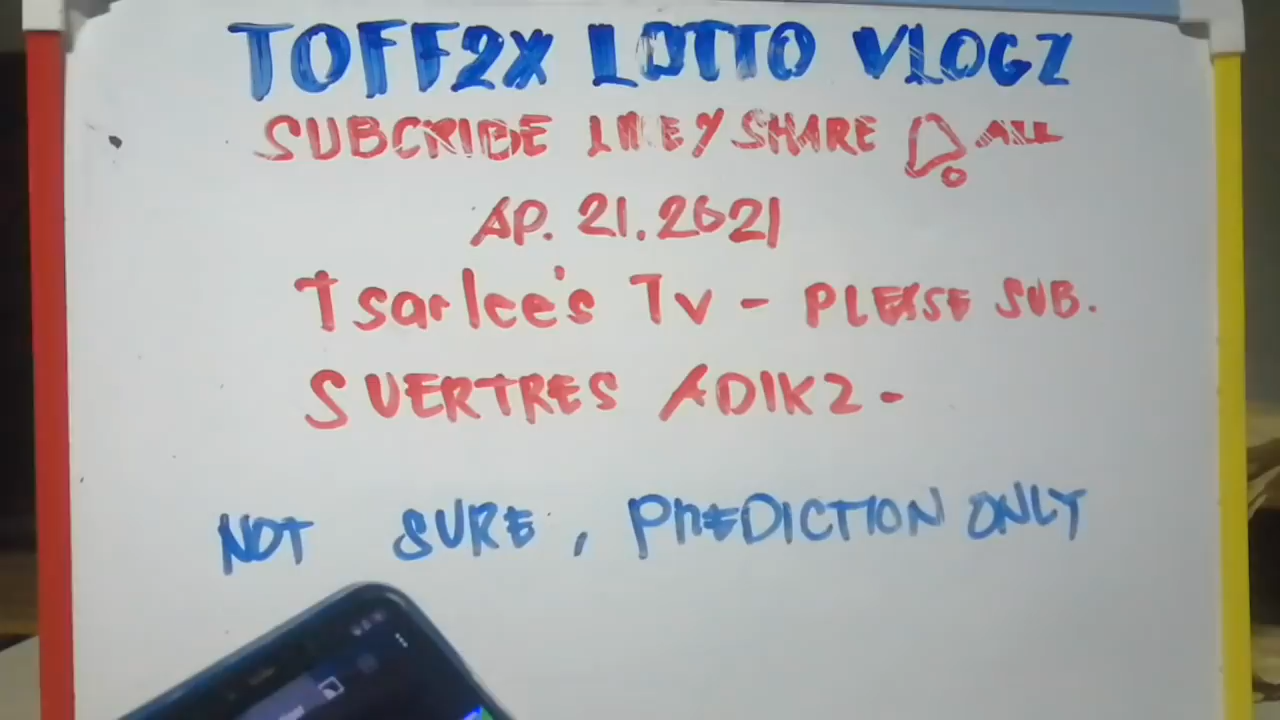 TOFF2X LOTTO VLOGZ
SUBCRIBE LIKEY SHARE ALL
AP. 21.2021
Tsarlee's Tv - PLEASE SUB.
SUERTRES ADIK2 -
NOT SURE, PREDICTION ONLY